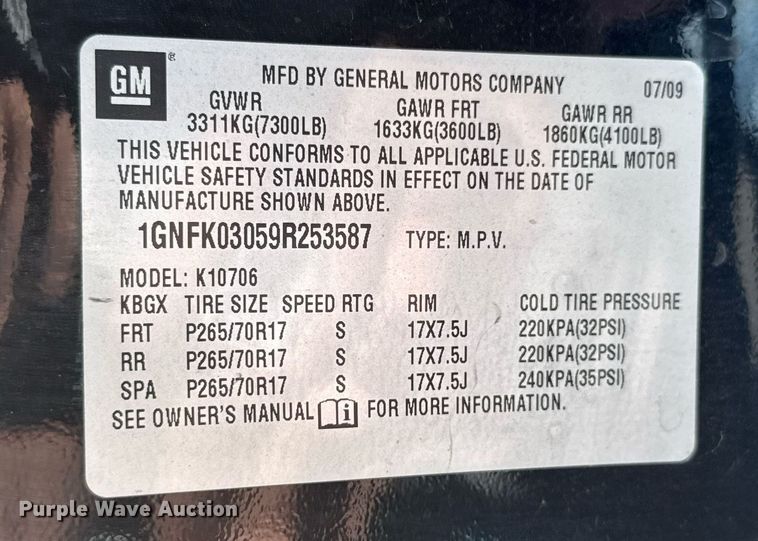 GM® MFD BY GENERAL MOTORS COMPANY 07/09
GVWR GAWR FRT GAWR RR
3311KG(7300LB) 1633KG(3600LB) 1860KG(4100LB)
THIS VEHICLE CONFORMS TO ALL APPLICABLE U.S. FEDERAL MOTOR
VEHICLE SAFETY STANDARDS IN EFFECT ON THE DATE OF
MANUFACTURE SHOWN ABOVE.
1GNFK03059R253587 TYPE: M.P.V.
MODEL: K10706
KBGX TIRE SIZE SPEED RTG RIM COLD TIRE PRESSURE
FRT P265/70R17 S 17X7.5J 220KPA(32PSI)
RR P265/70R17 S 17X7.5J 220KPA(32PSI)
SPA P265/70R17 S 17X7.5J 240KPA(35PSI)
SEE OWNER'S MANUAL i FOR MORE INFORMATION.
Purple Wave Auction